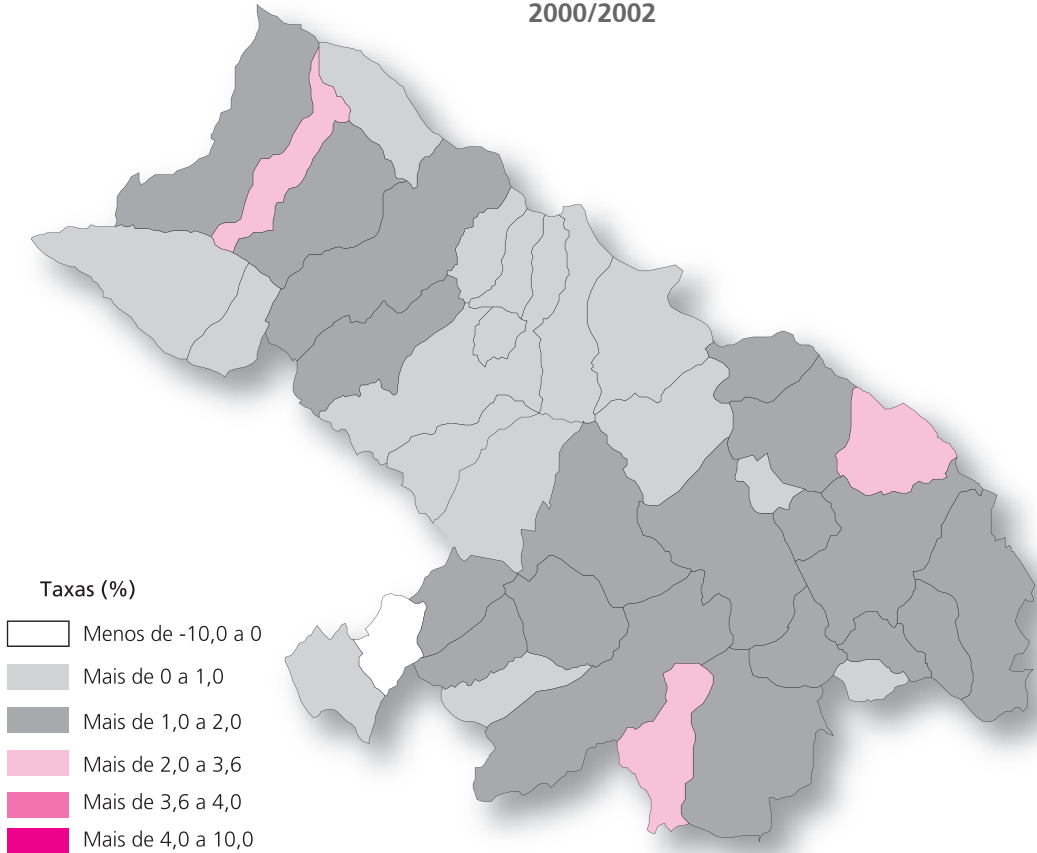 2000/2002
Taxas (%)
Menos de -10,0 a 0
Mais de 0 a 1,0
Mais de 1,0 a 2,0
Mais de 2,0 a 3,6
Mais de 3,6 a 4,0
Mais de 4,0 a 10,0